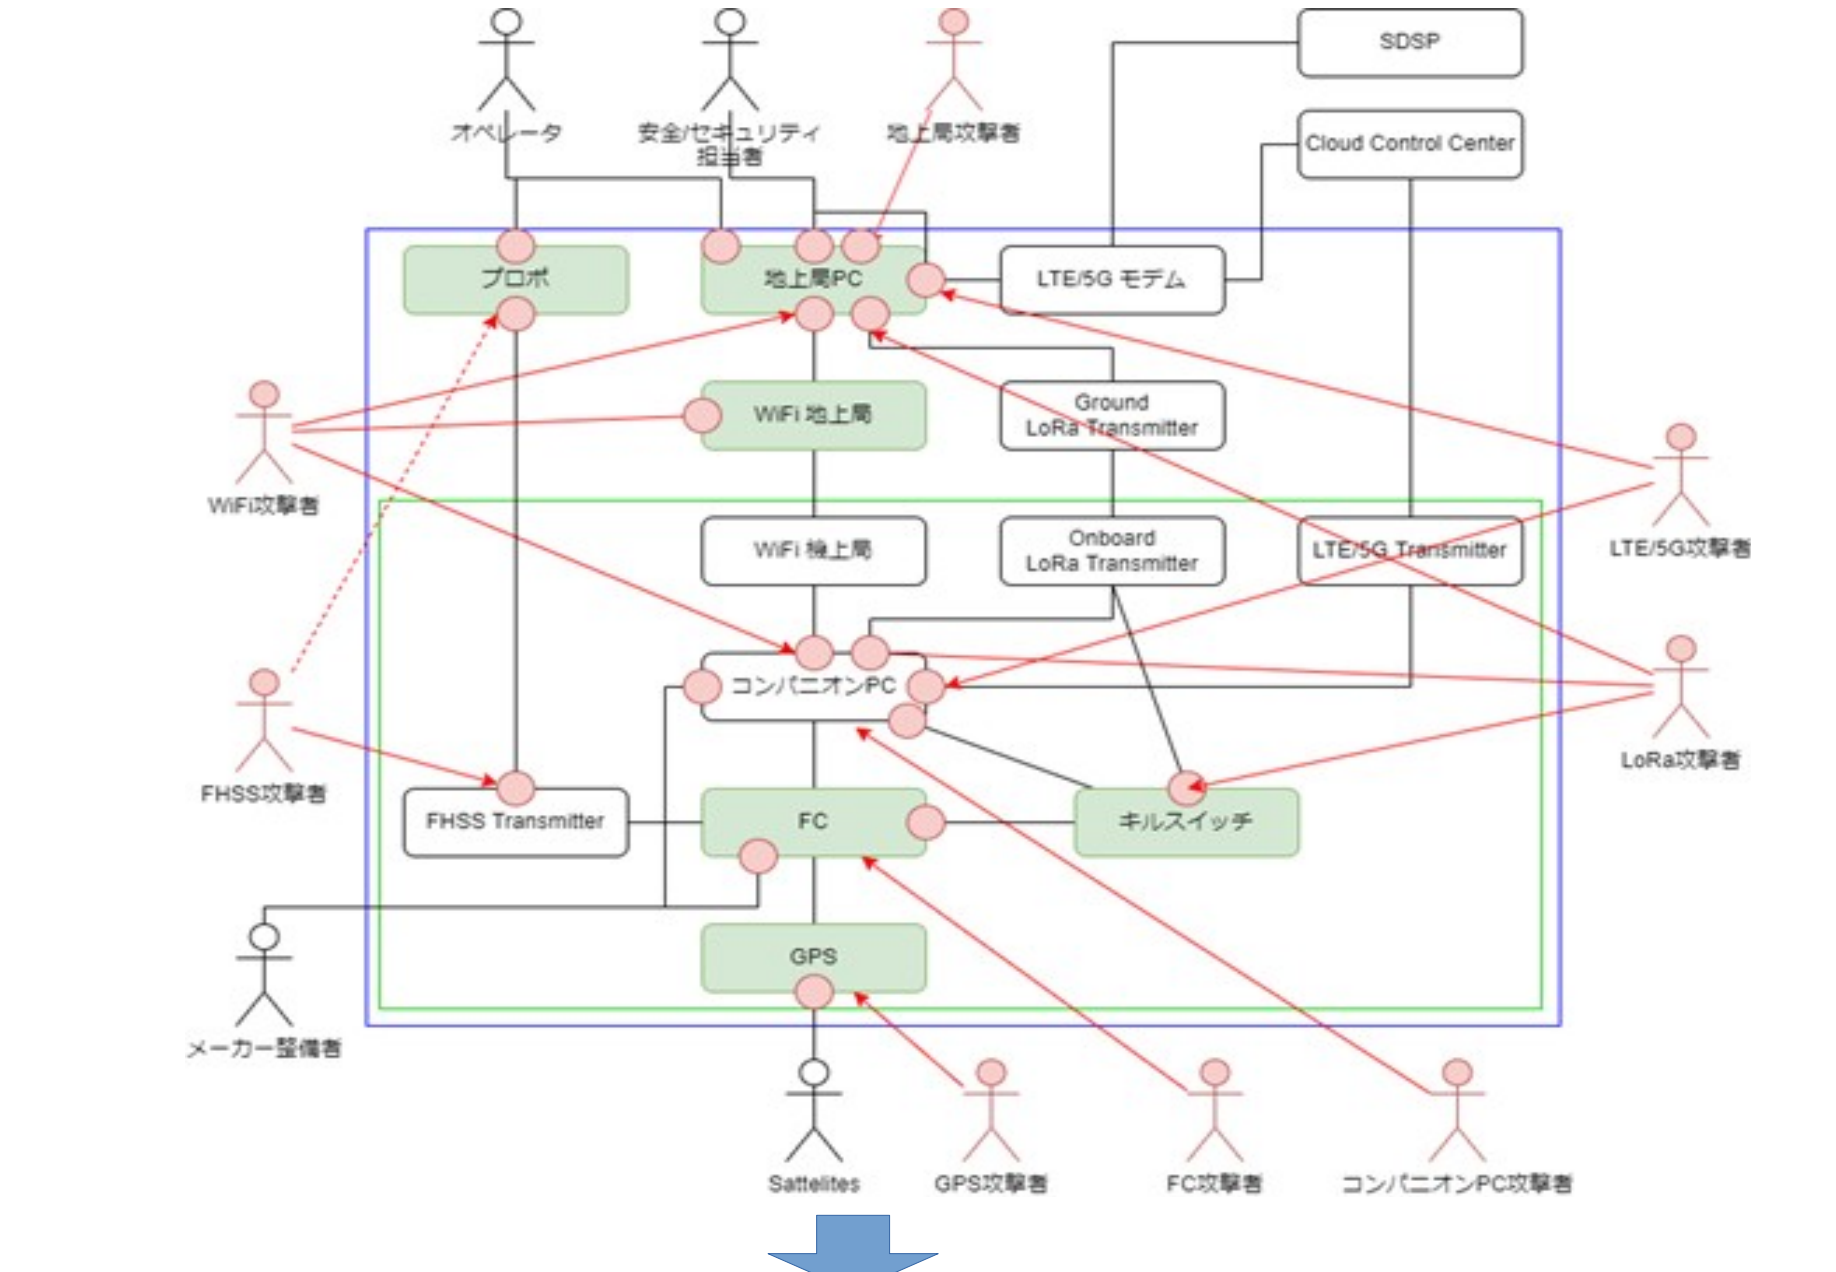 SDSP
オペレータ
安全/セキュリティ
担当者
地上局攻撃者
Cloud Control Center
プロポ
地上局PC
LTE/5G モデム
WiFi 地上局
Ground
LoRa Transmitter
WiFi攻撃者
WiFi 機上局
Onboard
LoRa Transmitter
LTE/5G Transmitter
LTE/5G攻撃者
コンパニオンPC
LoRa攻撃者
FHSS攻撃者
FHSS Transmitter
FC
キルスイッチ
GPS
メーカー整備者
Sattelites
GPS攻撃者
FC攻撃者
コンパニオンPC攻撃者